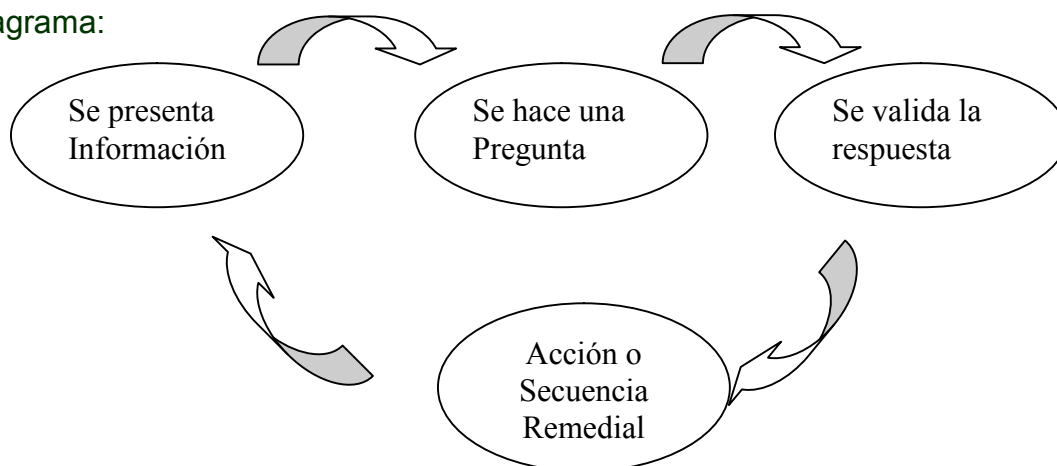 agrama:
Se presenta
Información
Se hace una
Pregunta
Se valida la
respuesta
Acción o
Secuencia
Remedial